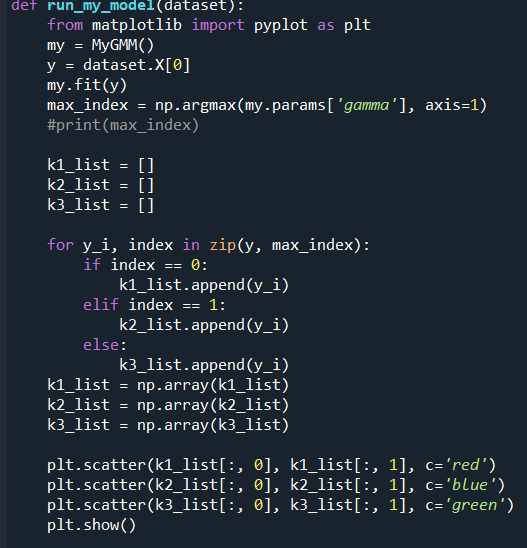 def run_my_model(dataset):
    from matplotlib import pyplot as plt
    my = MyGMM()
    y = dataset.X[0]
    my.fit(y)
    max_index = np.argmax(my.params['gamma'], axis=1)
    #print(max_index)

    k1_list = []
    k2_list = []
    k3_list = []

    for y_i, index in zip(y, max_index):
        if index == 0:
            k1_list.append(y_i)
        elif index == 1:
            k2_list.append(y_i)
        else:
            k3_list.append(y_i)
    k1_list = np.array(k1_list)
    k2_list = np.array(k2_list)
    k3_list = np.array(k3_list)

    plt.scatter(k1_list[:, 0], k1_list[:, 1], c='red')
    plt.scatter(k2_list[:, 0], k2_list[:, 1], c='blue')
    plt.scatter(k3_list[:, 0], k3_list[:, 1], c='green')
    plt.show()